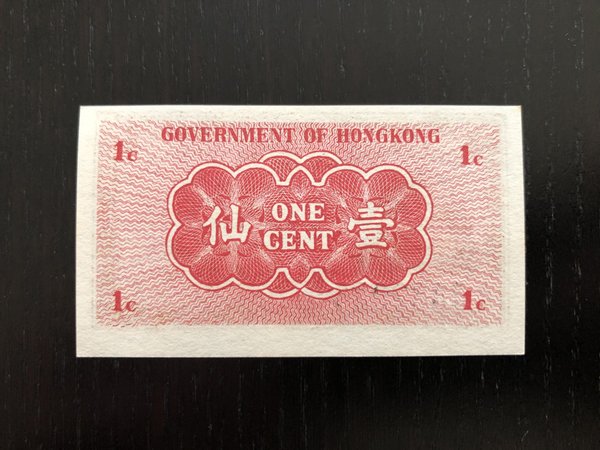 GOVERNMENT OF HONGKONG
1c 1c
仙 ONE CENT 壹
1c 1c